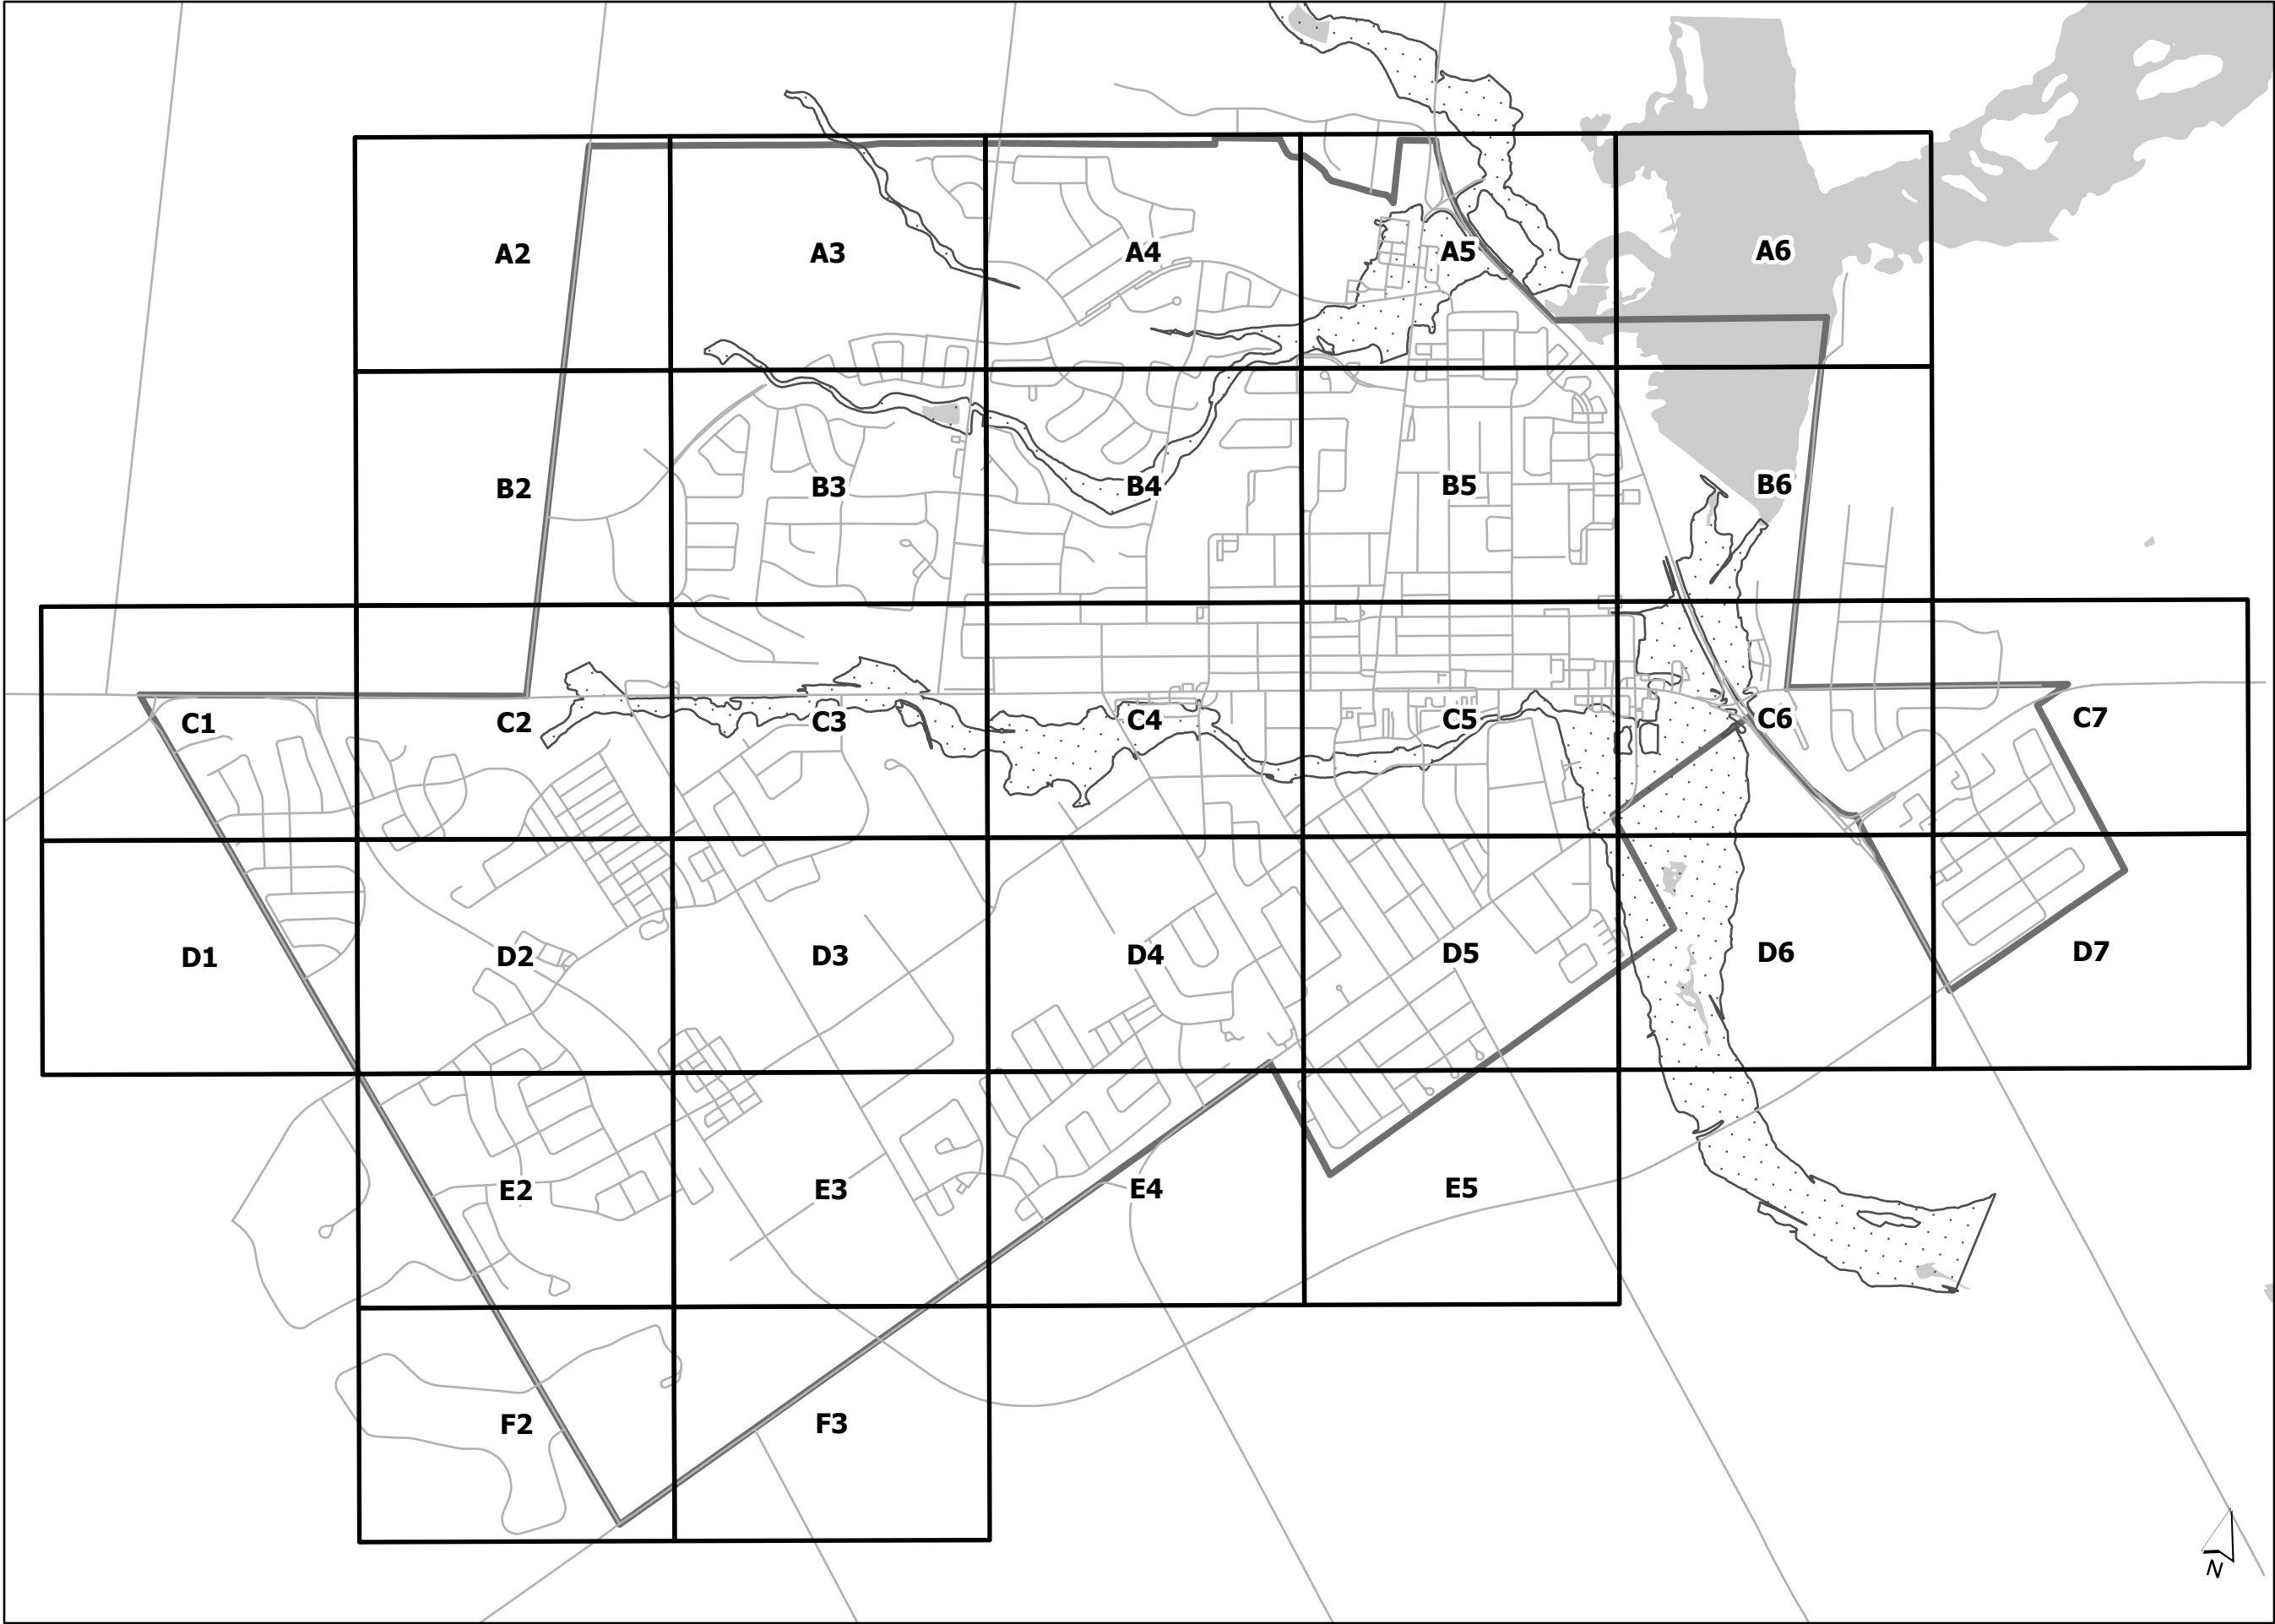 A2 A3 A4 A5 A6
B2 B3 B4 B5 B6
C1 C2 C3 C4 C5 C6 C7
D1 D2 D3 D4 D5 D6 D7
E2 E3 E4 E5
F2 F3
N